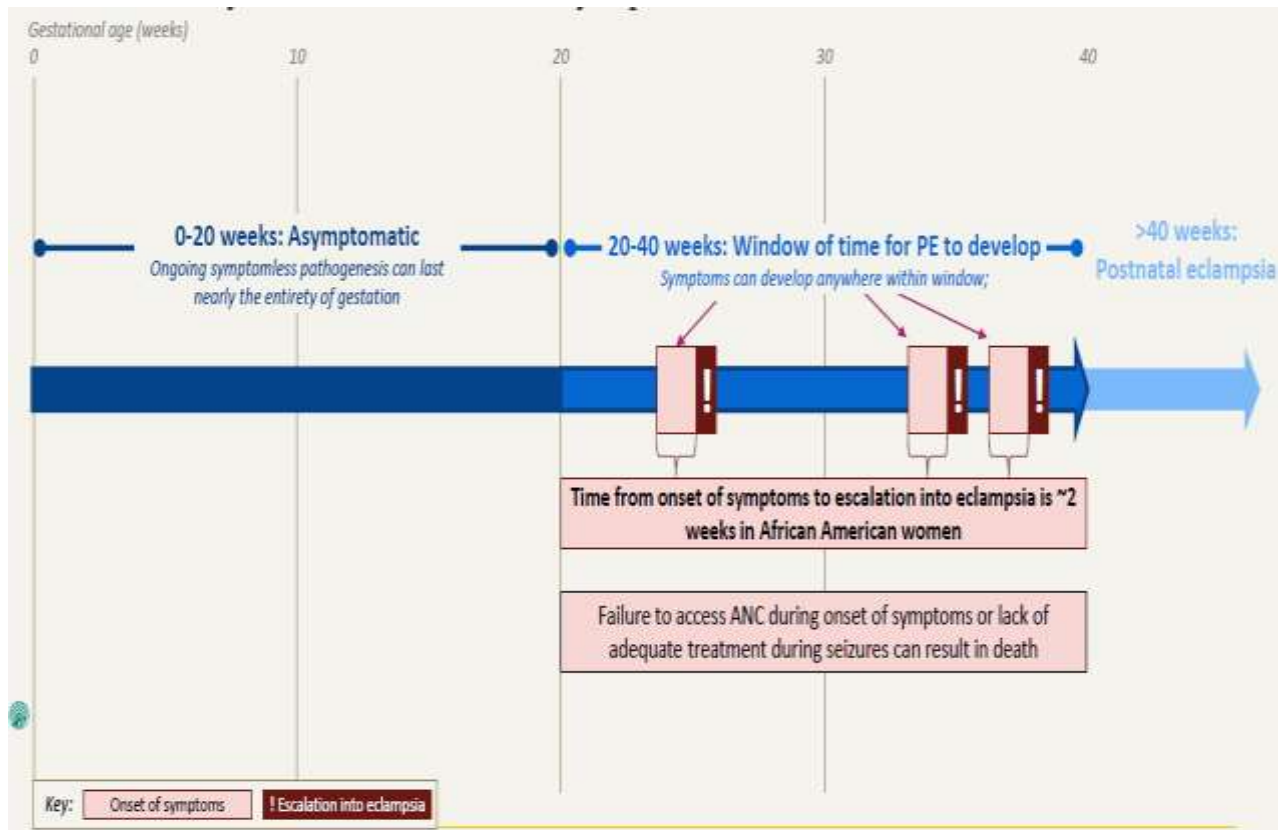 Gestational age (weeks)
0 10 20 30 40
0-20 weeks: Asymptomatic
Ongoing symptomless pathogenesis can last
nearly the entirety of gestation
20-40 weeks: Window of time for PE to develop
Symptoms can develop anywhere within window;
>40 weeks:
Postnatal eclampsia
! ! !
Time from onset of symptoms to escalation into eclampsia is ~2
weeks in African American women
Failure to access ANC during onset of symptoms or lack of
adequate treatment during seizures can result in death
Key: Onset of symptoms ! Escalation into eclampsia